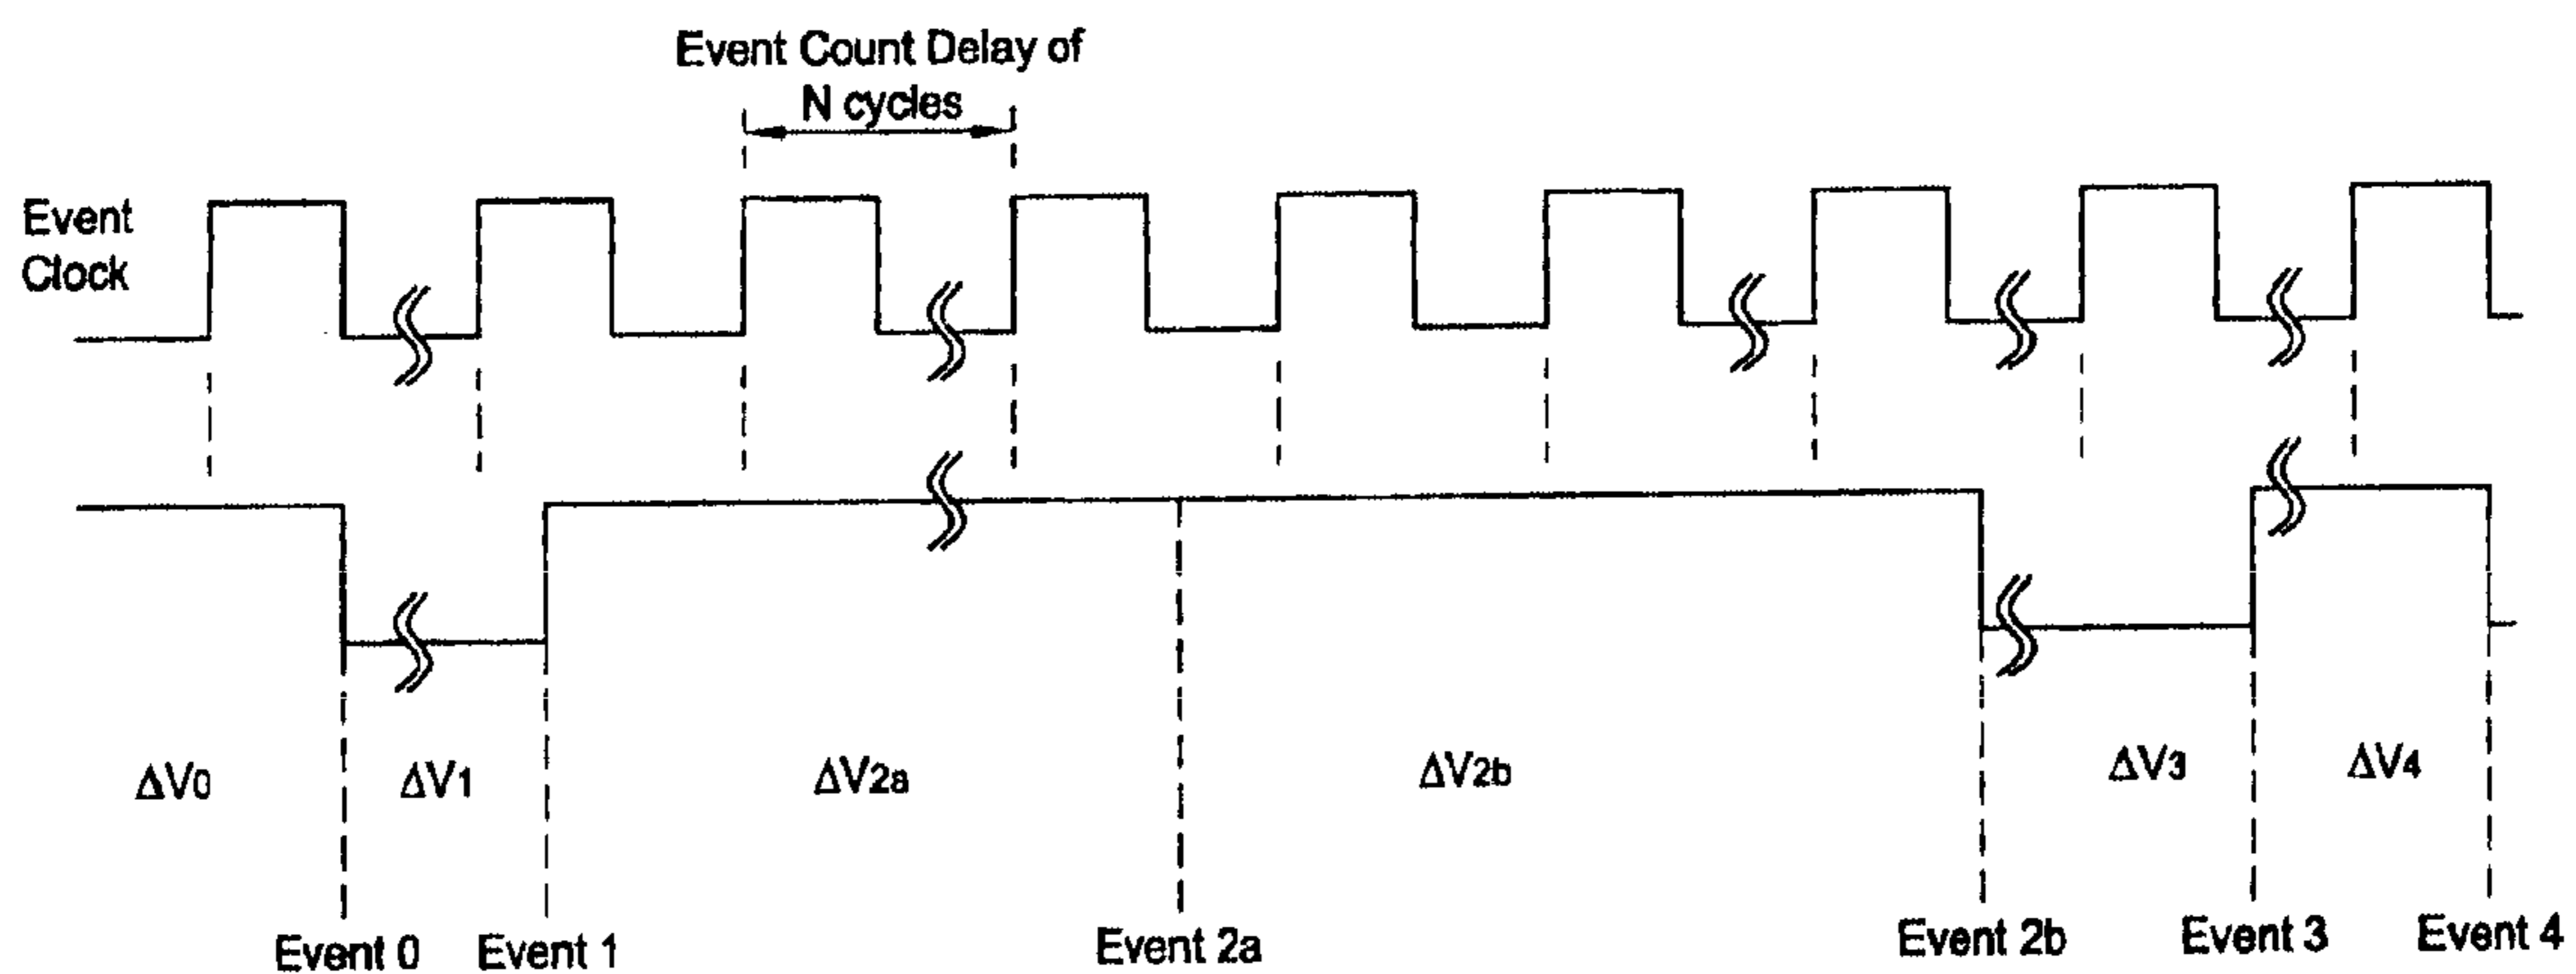 Event Count Delay of
N cycles
Event
Clock
ΔV0
ΔV1
ΔV2a
ΔV2b
ΔV3
ΔV4
Event 0
Event 1
Event 2a
Event 2b
Event 3
Event 4